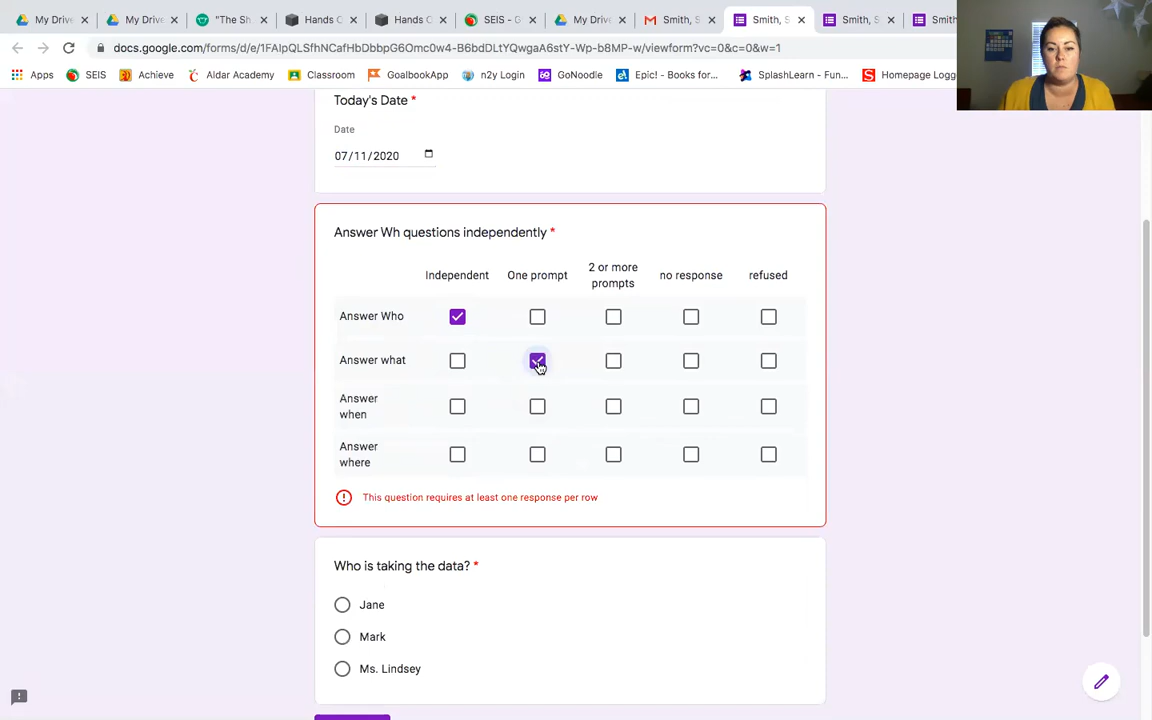 My Drive
My Drive
"The Sh
Hands O
Hands O
SEIS - G
My Drive
Smith, S
Smith, S
Smith, S
Smith
docs.google.com/forms/d/e/1FAIpQLSfhNCafHbDbbpG6Omc0w4-B6bdDLtYQwgaA6stY-Wp-b8MP-w/viewform?vc=0&c=0&w=1
Apps
SEIS
Achieve
Aldar Academy
Classroom
GoalbookApp
n2y Login
GoNoodle
Epic! - Books for...
SplashLearn - Fun...
Homepage Logg
Today's Date *
Date
07/11/2020
Answer Wh questions independently *
Independent
One prompt
2 or more
prompts
no response
refused
Answer Who
Answer what
Answer
when
Answer
where
This question requires at least one response per row
Who is taking the data? *
Jane
Mark
Ms. Lindsey